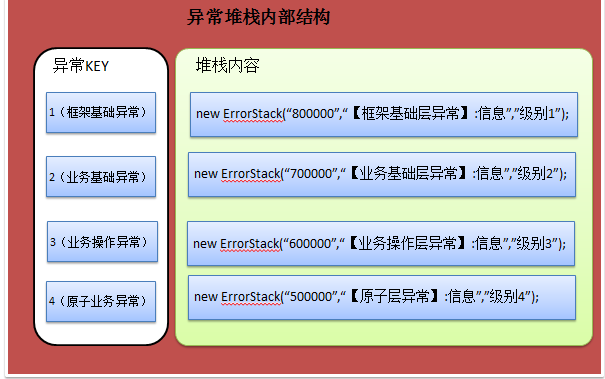 异常堆栈内部结构
异常KEY
堆栈内容
1（框架基础异常）
new ErrorStack(“800000”,“【框架基础层异常】:信息”,”级别1”);
2（业务基础异常）
new ErrorStack(“700000”,“【业务基础层异常】:信息”,”级别2”);
3（业务操作异常）
new ErrorStack(“600000”,“【业务操作层异常】:信息”,”级别3”);
4（原子业务异常）
new ErrorStack(“500000”,“【原子层异常】:信息”,”级别4”);